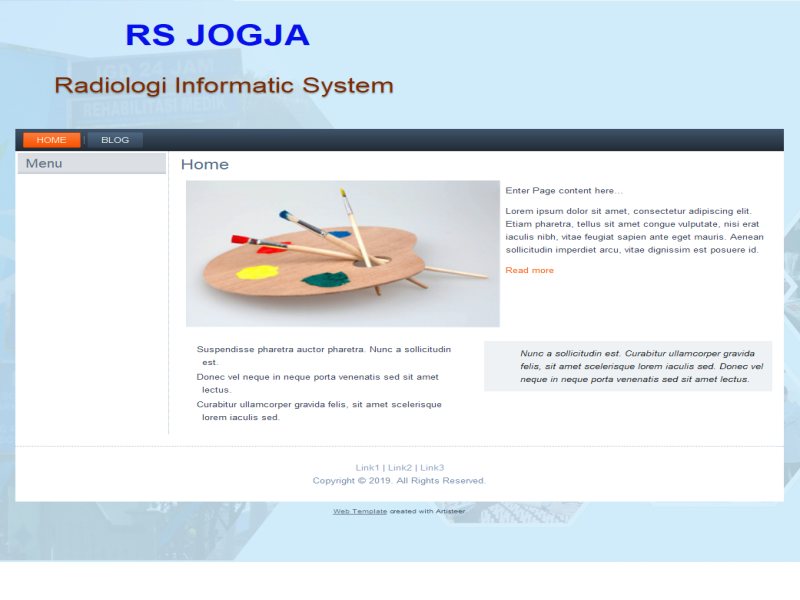 RS JOGJA
IGD 24 JAM
REHABILITASI MEDIK
Radiologi Informatic System
HOME | BLOG
Menu
Home
Enter Page content here...
Lorem ipsum dolor sit amet, consectetur adipiscing elit.
Etiam pharetra, tellus sit amet congue vulputate, nisi erat
iaculis nibh, vitae feugiat sapien ante eget mauris. Aenean
sollicitudin imperdiet arcu, vitae dignissim est posuere id.
Read more
Suspendisse pharetra auctor pharetra. Nunc a sollicitudin
est.
Donec vel neque in neque porta venenatis sed sit amet
lectus.
Curabitur ullamcorper gravida felis, sit amet scelerisque
lorem iaculis sed.
Nunc a sollicitudin est. Curabitur ullamcorper gravida
felis, sit amet scelerisque lorem iaculis sed. Donec vel
neque in neque porta venenatis sed sit amet lectus.
Link1 | Link2 | Link3
Copyright © 2019. All Rights Reserved.
Web Template created with Artisteer.